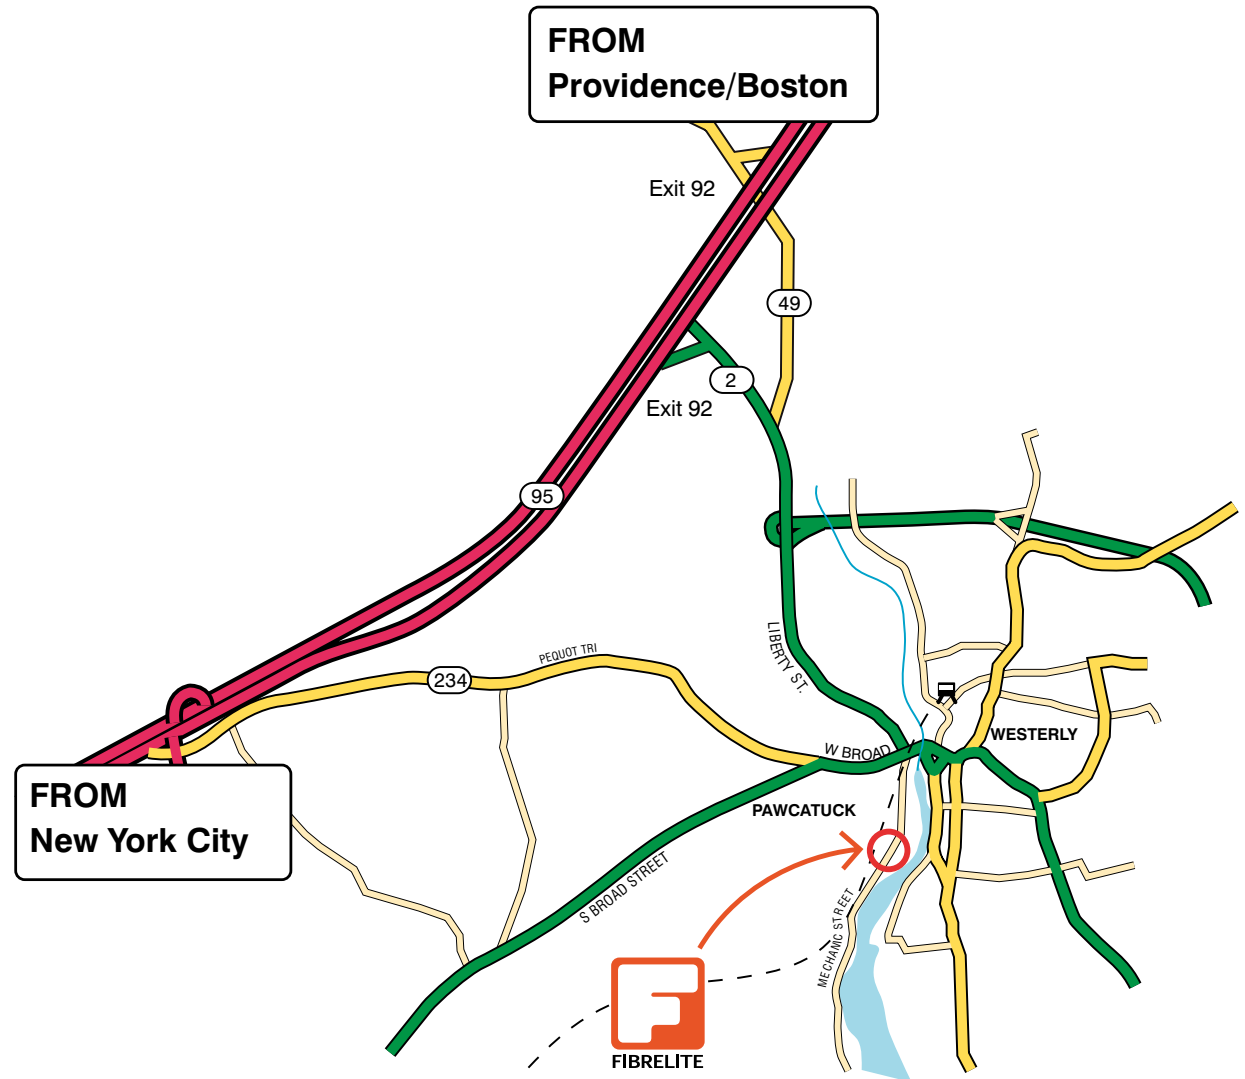 FROM
Providence/Boston
Exit 92
49
2
Exit 92
95
LIBERTY ST.
PEQUOT TRl
234
WESTERLY
W BROAD
FROM
New York City
PAWCATUCK
S BROAD STREET
MECHANIC STREET
FIBRELITE